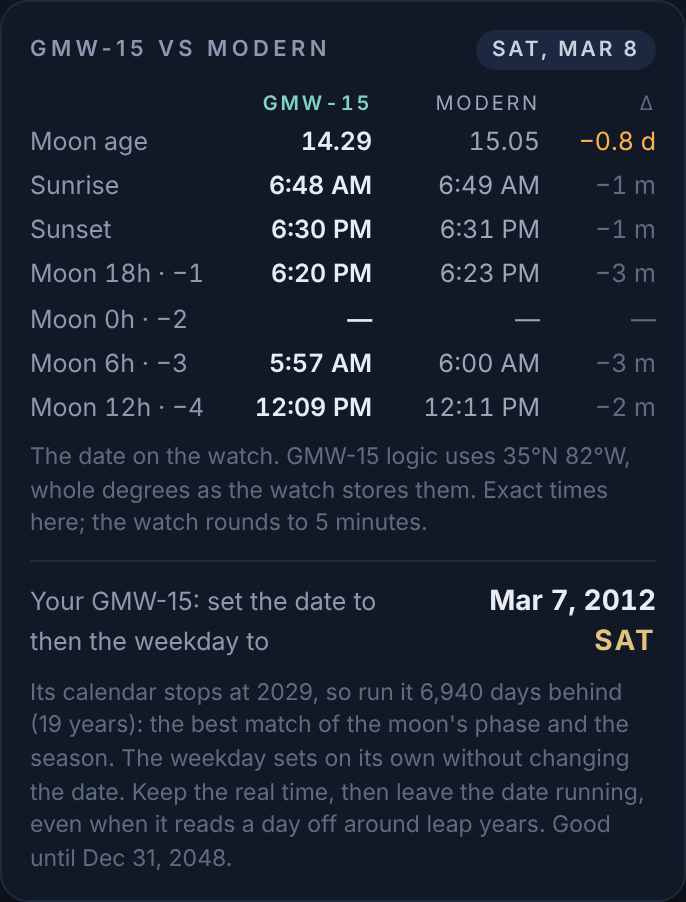 GMW-15 VS MODERN SAT, MAR 8
GMW-15 MODERN Δ
Moon age 14.29 15.05 −0.8 d
Sunrise 6:48 AM 6:49 AM −1 m
Sunset 6:30 PM 6:31 PM −1 m
Moon 18h · −1 6:20 PM 6:23 PM −3 m
Moon 0h · −2 — — —
Moon 6h · −3 5:57 AM 6:00 AM −3 m
Moon 12h · −4 12:09 PM 12:11 PM −2 m
The date on the watch. GMW-15 logic uses 35°N 82°W,
whole degrees as the watch stores them. Exact times
here; the watch rounds to 5 minutes.
Your GMW-15: set the date to Mar 7, 2012
then the weekday to SAT
Its calendar stops at 2029, so run it 6,940 days behind
(19 years): the best match of the moon's phase and the
season. The weekday sets on its own without changing
the date. Keep the real time, then leave the date running,
even when it reads a day off around leap years. Good
until Dec 31, 2048.